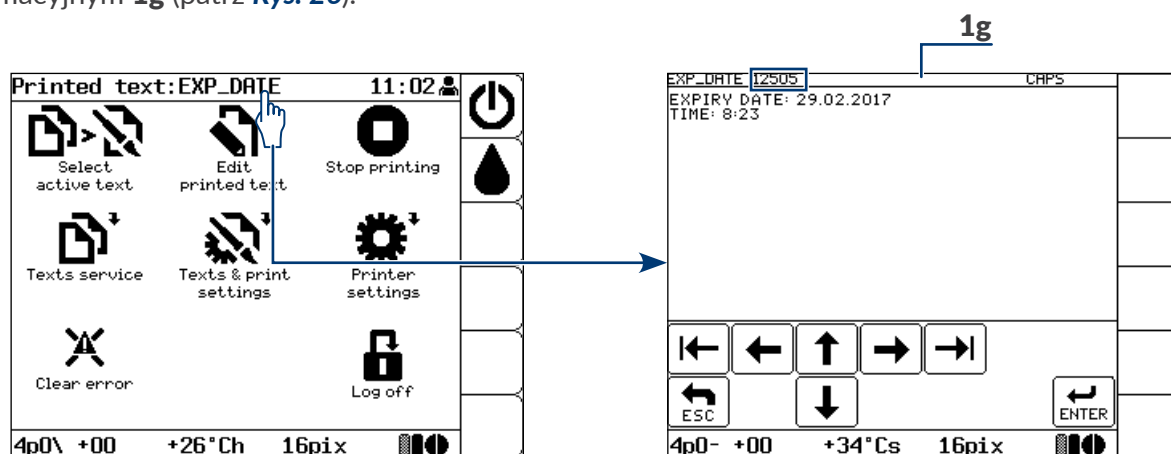 nacyjnym 1g (patrz Rys. 20).
1g
Printed text:EXP_DATE 11:02
Select
active text
Edit
printed text
Stop printing
Texts service
Texts & print
settings
Printer
settings
Clear error
Log off
4p0\ +00 +26°Ch 16pix
EXP_DATE 12505 CAPS
EXPIRY DATE: 29.02.2017
TIME: 8:23
ESC
ENTER
4p0- +00 +34°Cs 16pix